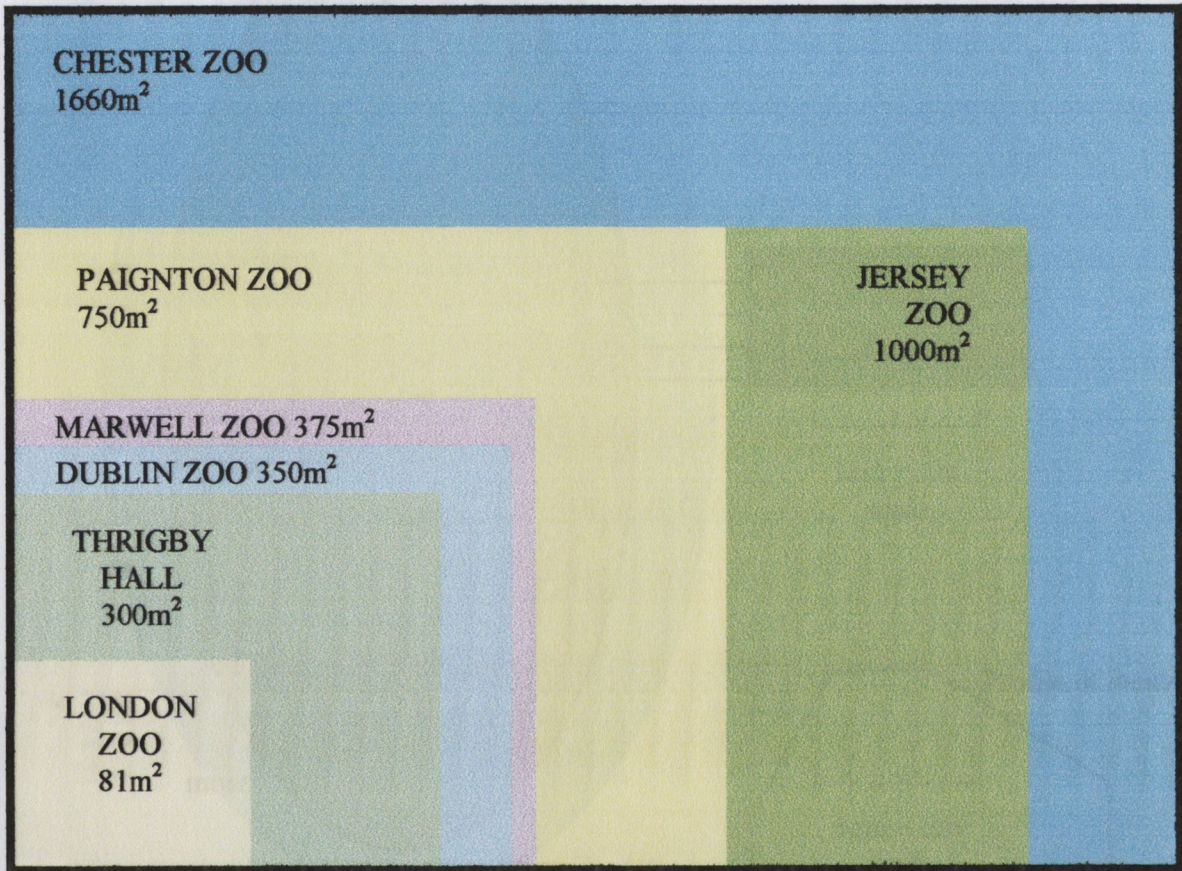 CHESTER ZOO
1660m²
PAIGNTON ZOO
750m²
JERSEY
ZOO
1000m²
MARWELL ZOO 375m²
DUBLIN ZOO 350m²
THRIGBY
HALL
300m²
LONDON
ZOO
81m²